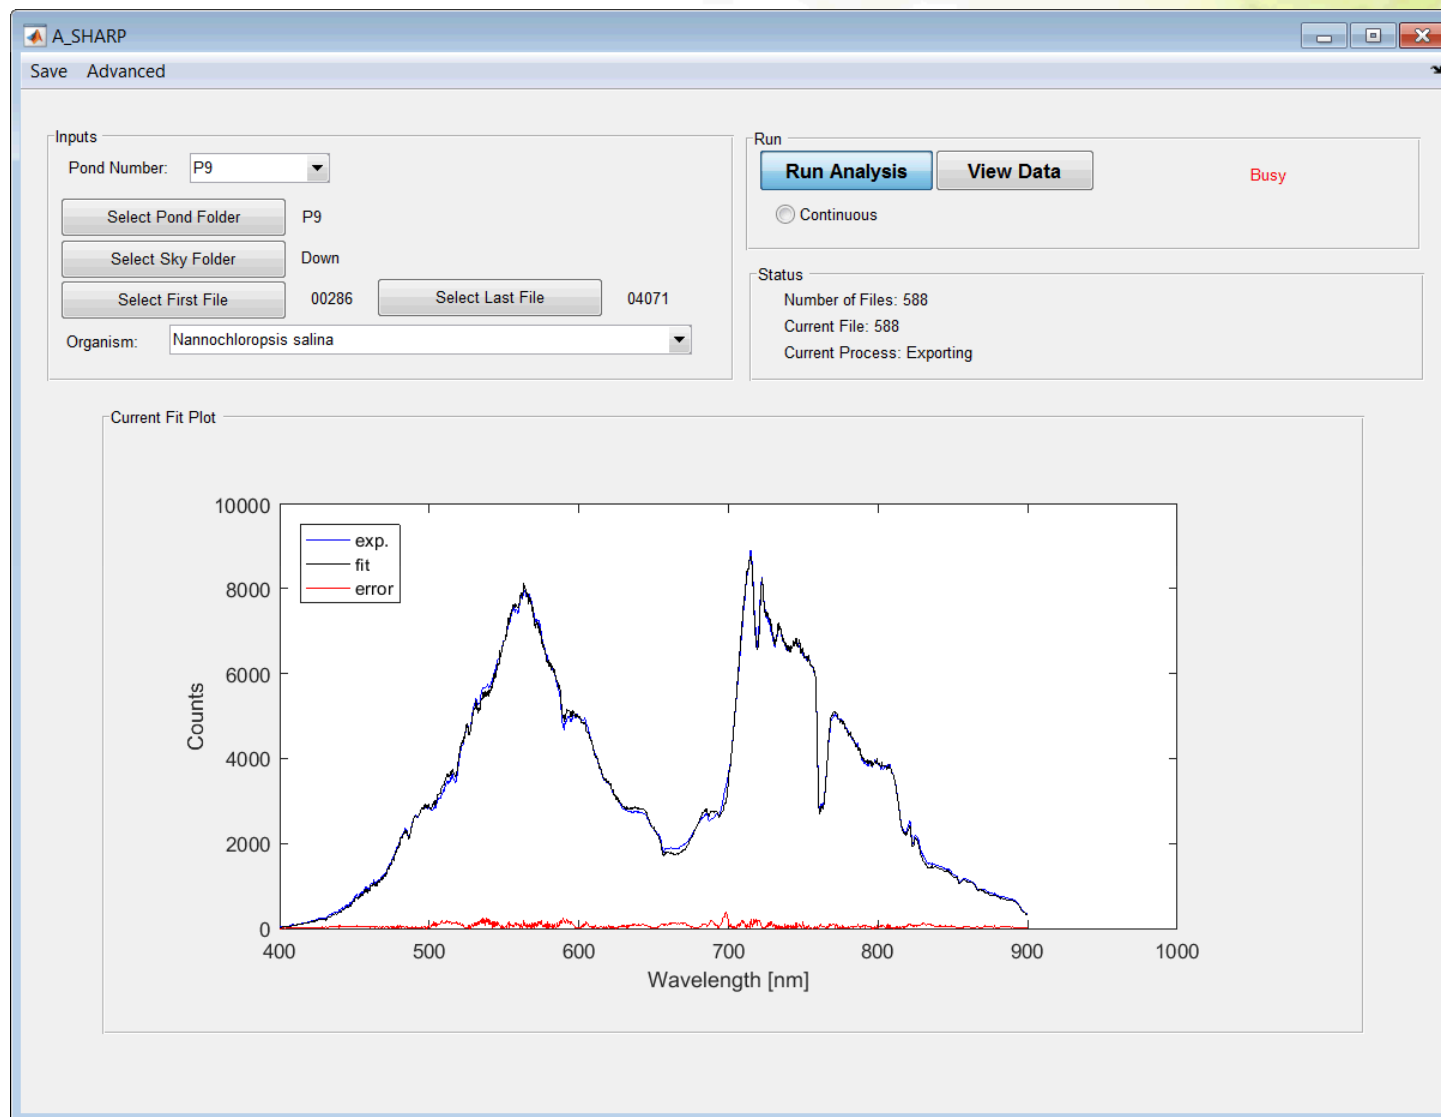 A_SHARP
Save Advanced
Inputs
Pond Number: P9
Select Pond Folder P9
Select Sky Folder Down
Select First File 00286 Select Last File 04071
Organism: Nannochloropsis salina
Run
Run Analysis View Data Busy
Continuous
Status
Number of Files: 588
Current File: 588
Current Process: Exporting
Current Fit Plot
10000
8000
6000
4000
2000
0
Counts
exp.
fit
error
400 500 600 700 800 900 1000
Wavelength [nm]